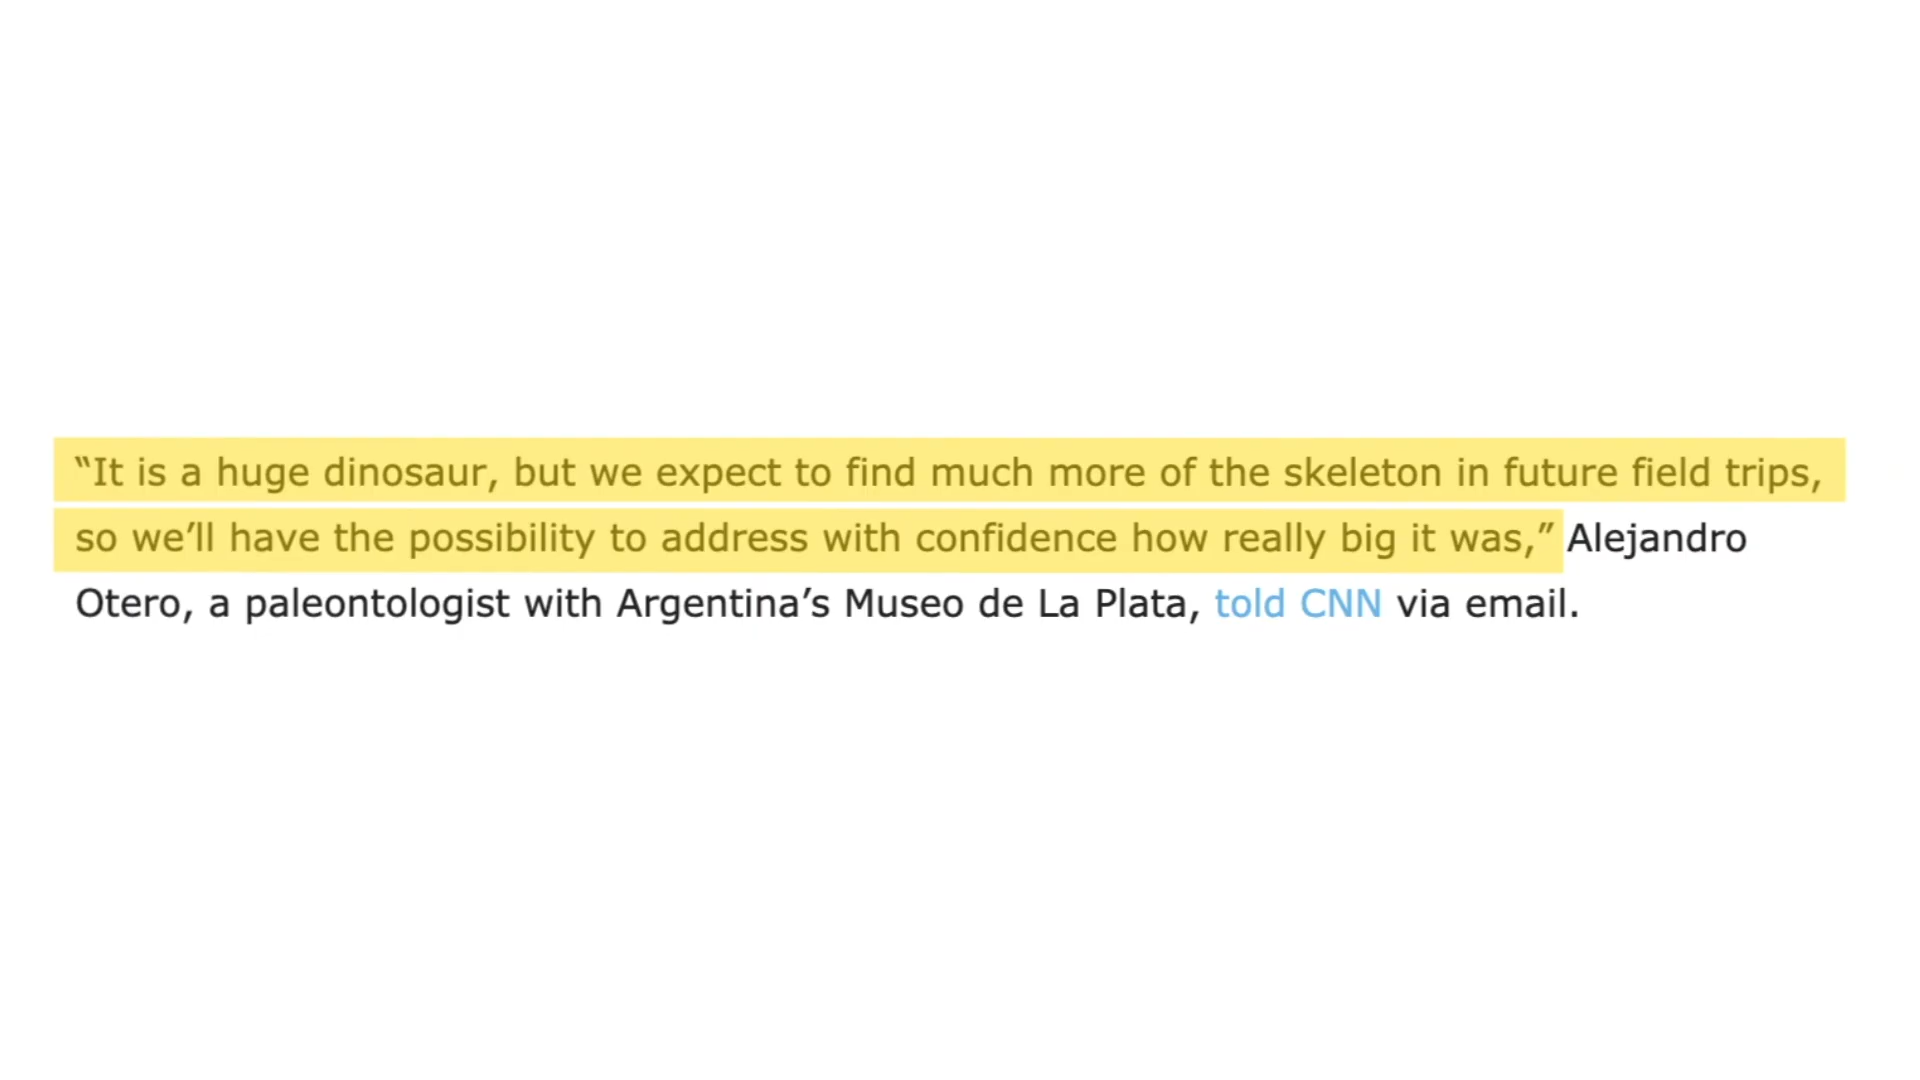 “It is a huge dinosaur, but we expect to find much more of the skeleton in future field trips,
so we’ll have the possibility to address with confidence how really big it was,” Alejandro
Otero, a paleontologist with Argentina’s Museo de La Plata, told CNN via email.